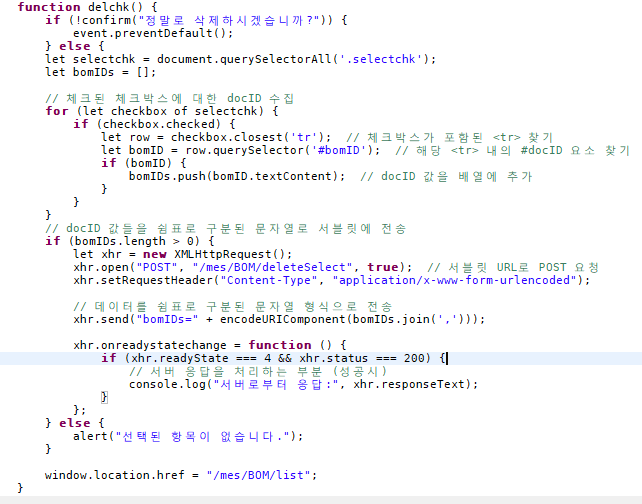 function delchk() {
    if (!confirm("정말로 삭제하시겠습니까?")) {
        event.preventDefault();
    } else {
    let selectchk = document.querySelectorAll('.selectchk');
    let bomIDs = [];

    // 체크된 체크박스에 대한 docID 수집
    for (let checkbox of selectchk) {
        if (checkbox.checked) {
            let row = checkbox.closest('tr');  // 체크박스가 포함된 <tr> 찾기
            let bomID = row.querySelector('#bomID');  // 해당 <tr> 내의 #docID 요소 찾기
            if (bomID) {
                bomIDs.push(bomID.textContent);  // docID 값을 배열에 추가
            }
        }
    }
    // docID 값들을 쉼표로 구분된 문자열로 서블릿에 전송
    if (bomIDs.length > 0) {
        let xhr = new XMLHttpRequest();
        xhr.open("POST", "/mes/BOM/deleteSelect", true);  // 서블릿 URL로 POST 요청
        xhr.setRequestHeader("Content-Type", "application/x-www-form-urlencoded");

        // 데이터를 쉼표로 구분된 문자열 형식으로 전송
        xhr.send("bomIDs=" + encodeURIComponent(bomIDs.join(',')));

        xhr.onreadystatechange = function () {
            if (xhr.readyState === 4 && xhr.status === 200) {
                // 서버 응답을 처리하는 부분 (성공시)
                console.log("서버로부터 응답:", xhr.responseText);
            }
        };
    } else {
        alert("선택된 항목이 없습니다.");
    }

    window.location.href = "/mes/BOM/list";
}